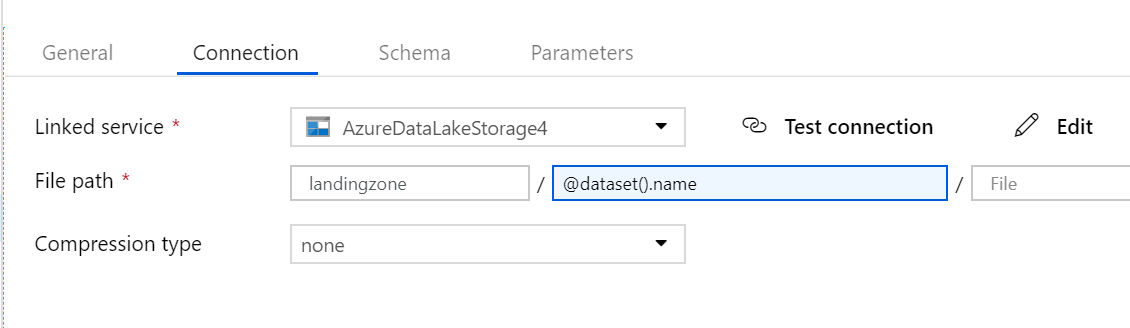 General Connection Schema Parameters
Linked service * AzureDataLakeStorage4 Test connection Edit
File path * landingzone / @dataset().name / File
Compression type none